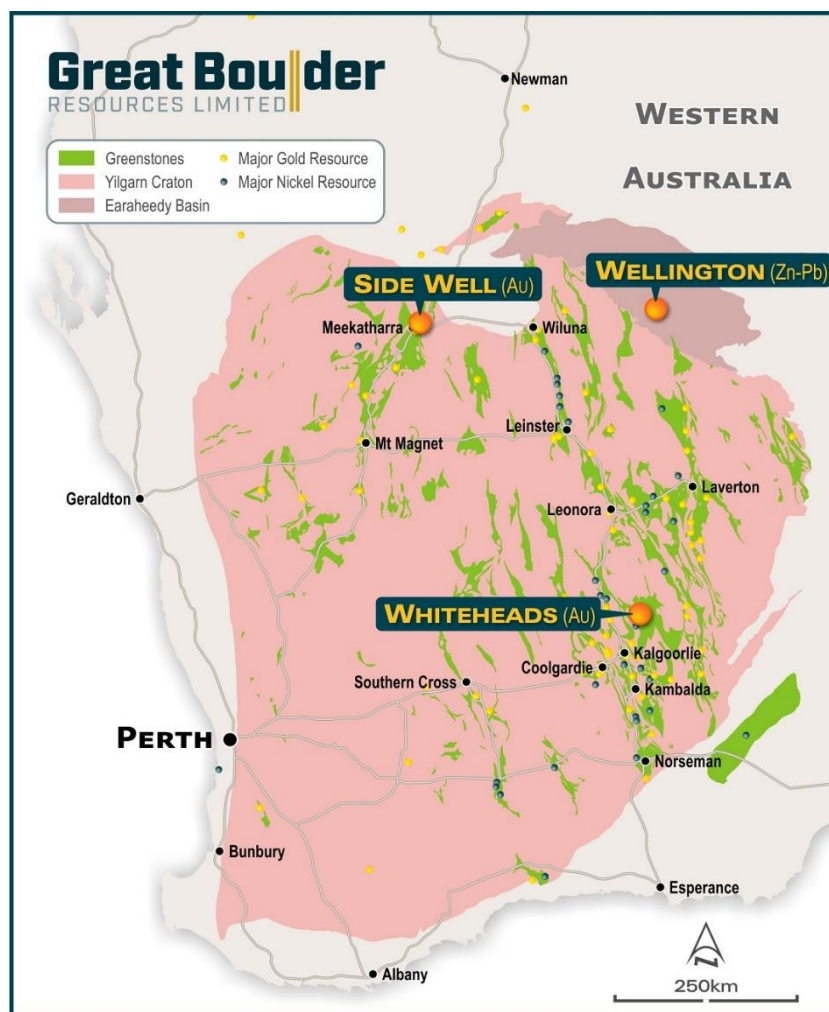 Great Boulder
RESOURCES LIMITED
Newman
WESTERN
AUSTRALIA
Greenstones
Major Gold Resource
Yilgarn Craton
Major Nickel Resource
Earaheedy Basin
SIDE WELL (Au)
WELLINGTON (Zn-Pb)
Meekatharra
Wiluna
Leinster
Mt Magnet
Geraldton
Laverton
Leonora
WHITEHEADS (Au)
Kalgoorlie
Coolgardie
Southern Cross
Kambalda
PERTH
Norseman
Bunbury
Esperance
Albany
N
250km